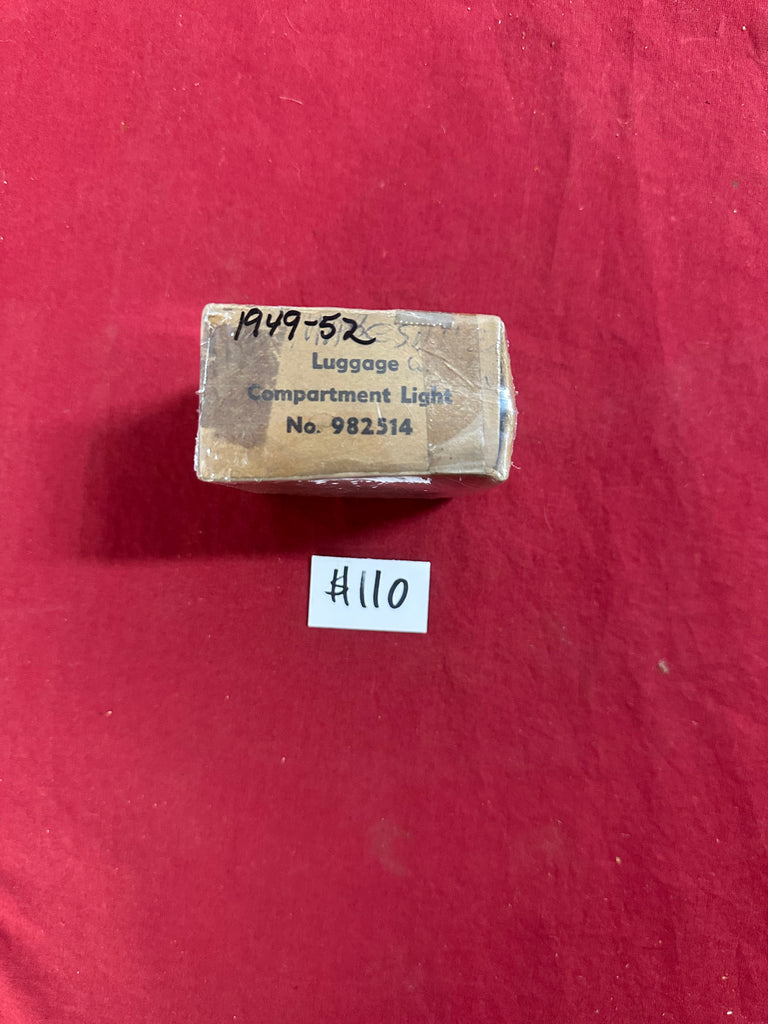 1949-52
Luggage
Compartment Light
No. 982514
#110